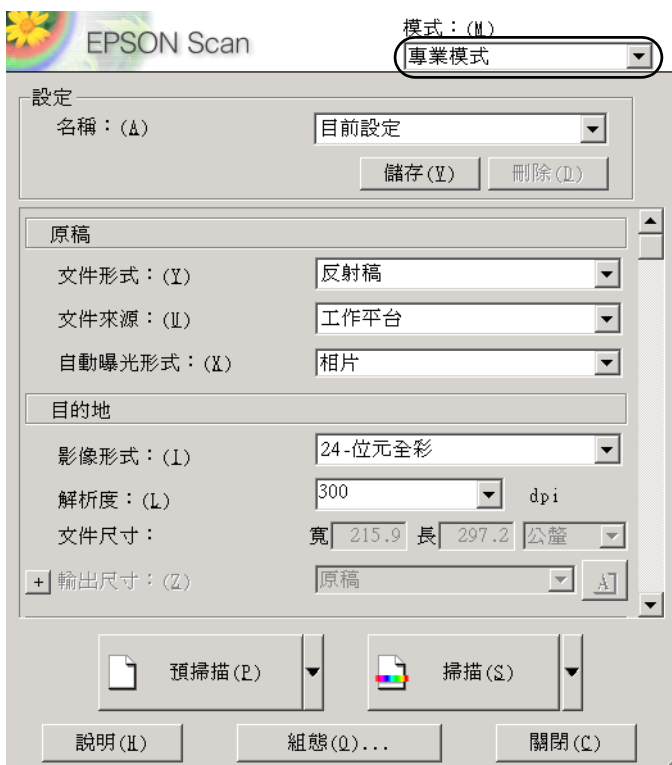 EPSON Scan
模式：(M)
專業模式
設定
名稱：(A)
目前設定
儲存(V)
刪除(D)
原稿
文件形式：(Y)
反射稿
文件來源：(U)
工作平台
自動曝光形式：(X)
相片
目的地
影像形式：(I)
24-位元全彩
解析度：(L)
300
dpi
文件尺寸：
寬 215.9 長 297.2 公釐
+ 輸出尺寸：(Z)
原稿
預掃描(P)
掃描(S)
說明(H)
組態(O)...
關閉(C)